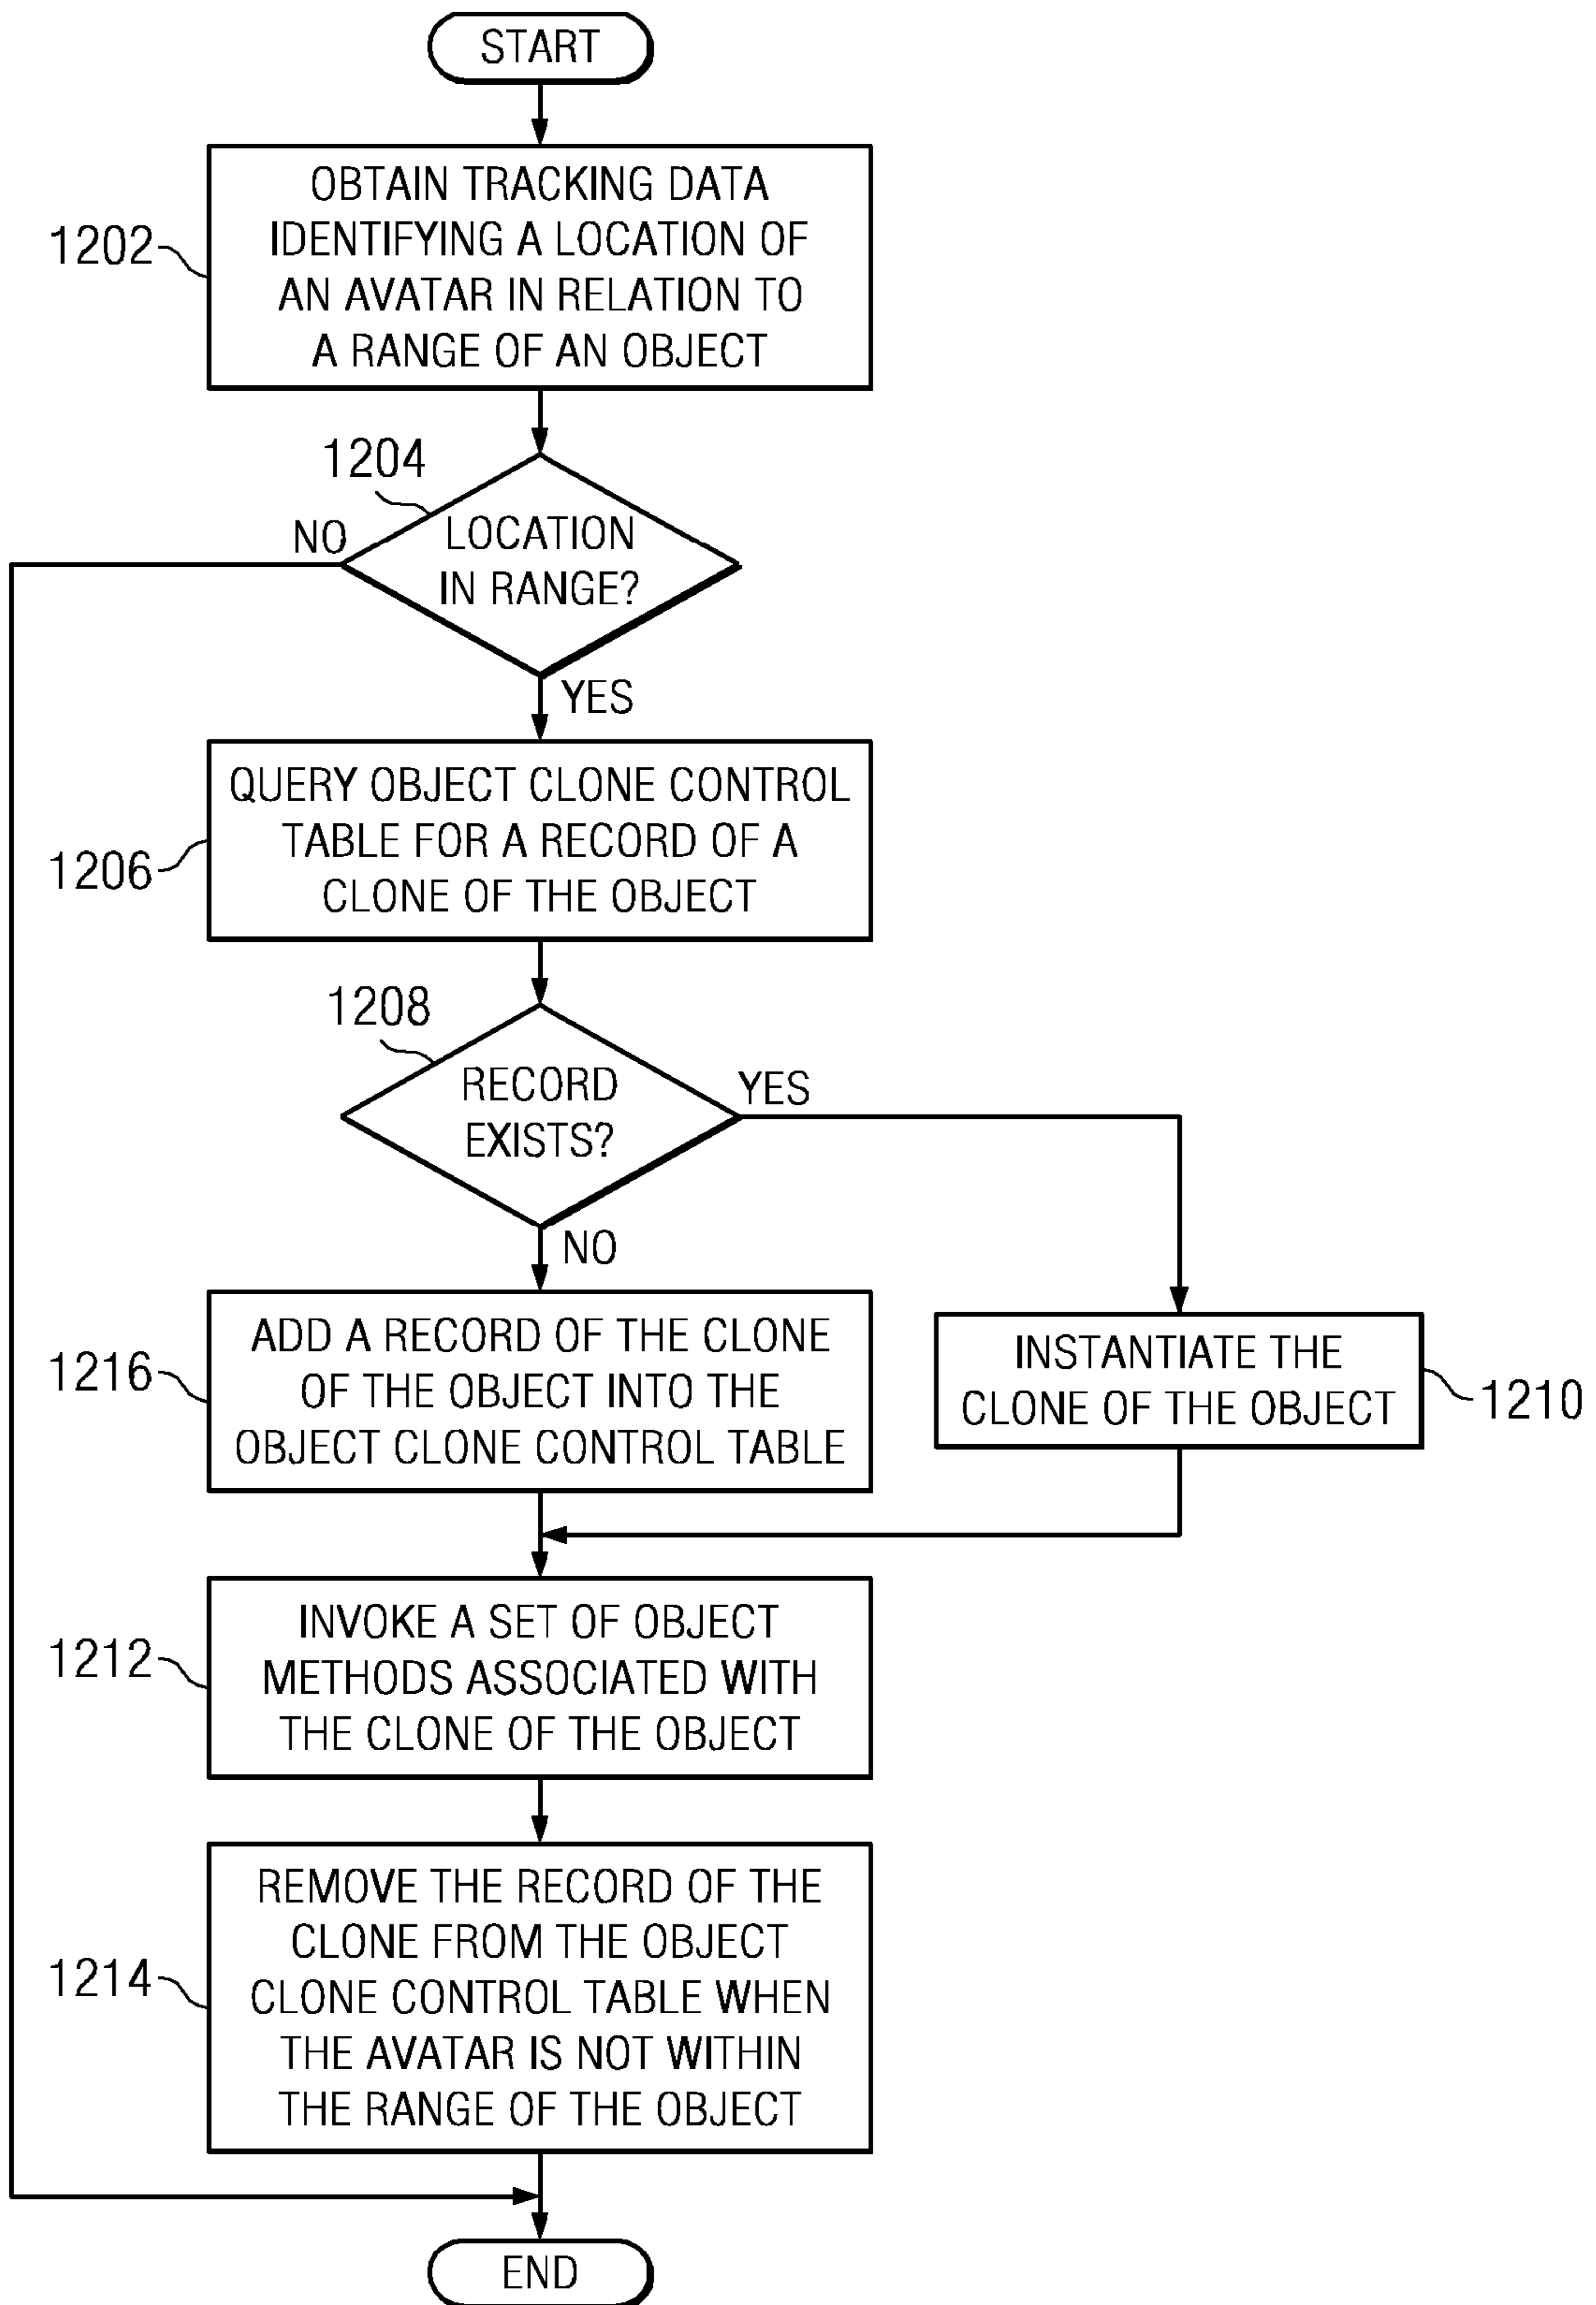 START
OBTAIN TRACKING DATA
IDENTIFYING A LOCATION OF
AN AVATAR IN RELATION TO
A RANGE OF AN OBJECT
1202
1204
NO
LOCATION
IN RANGE?
YES
QUERY OBJECT CLONE CONTROL
TABLE FOR A RECORD OF A
CLONE OF THE OBJECT
1206
1208
RECORD
EXISTS?
YES
NO
ADD A RECORD OF THE CLONE
OF THE OBJECT INTO THE
OBJECT CLONE CONTROL TABLE
1216
INSTANTIATE THE
CLONE OF THE OBJECT
1210
INVOKE A SET OF OBJECT
METHODS ASSOCIATED WITH
THE CLONE OF THE OBJECT
1212
REMOVE THE RECORD OF THE
CLONE FROM THE OBJECT
CLONE CONTROL TABLE WHEN
THE AVATAR IS NOT WITHIN
THE RANGE OF THE OBJECT
1214
END